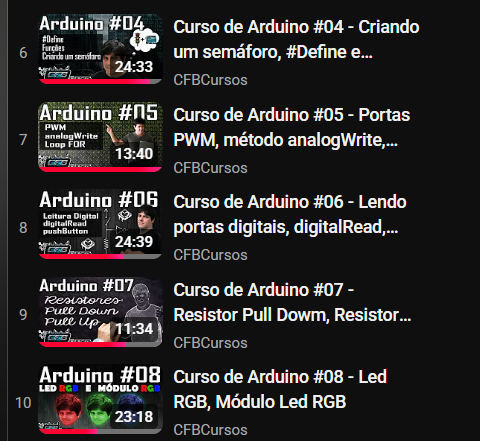 6
Arduino #04
#Define
Funções
Criando um semáforo
24:33
Curso de Arduino #04 - Criando
um semáforo, #Define e...
CFBCursos
7
Arduino #05
PWM
analogWrite
Loop FOR
13:40
Curso de Arduino #05 - Portas
PWM, método analogWrite,...
CFBCursos
8
Arduino #06
Leitura Digital
digitalRead
pushButton
24:39
Curso de Arduino #06 - Lendo
portas digitais, digitalRead,...
CFBCursos
9
Arduino #07
Resistores
Pull Down
Pull Up
11:34
Curso de Arduino #07 -
Resistor Pull Dowm, Resistor...
CFBCursos
10
Arduino #08
LED RGB E MÓDULO RGB
23:18
Curso de Arduino #08 - Led
RGB, Módulo Led RGB
CFBCursos